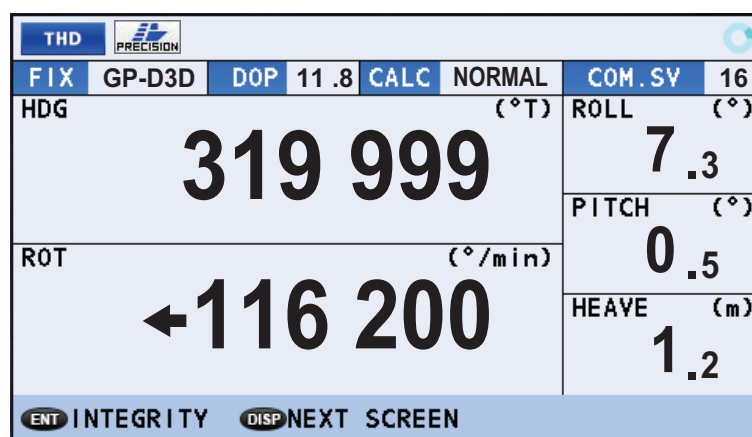 THD PRECISION
FIX GP-D3D DOP 11 .8 CALC NORMAL COM.SV 16
HDG (°T)
319 999
ROT (°/min)
←116 200
ROLL (°)
7 .3
PITCH (°)
0 .5
HEAVE (m)
1 .2
ENT INTEGRITY DISP NEXT SCREEN